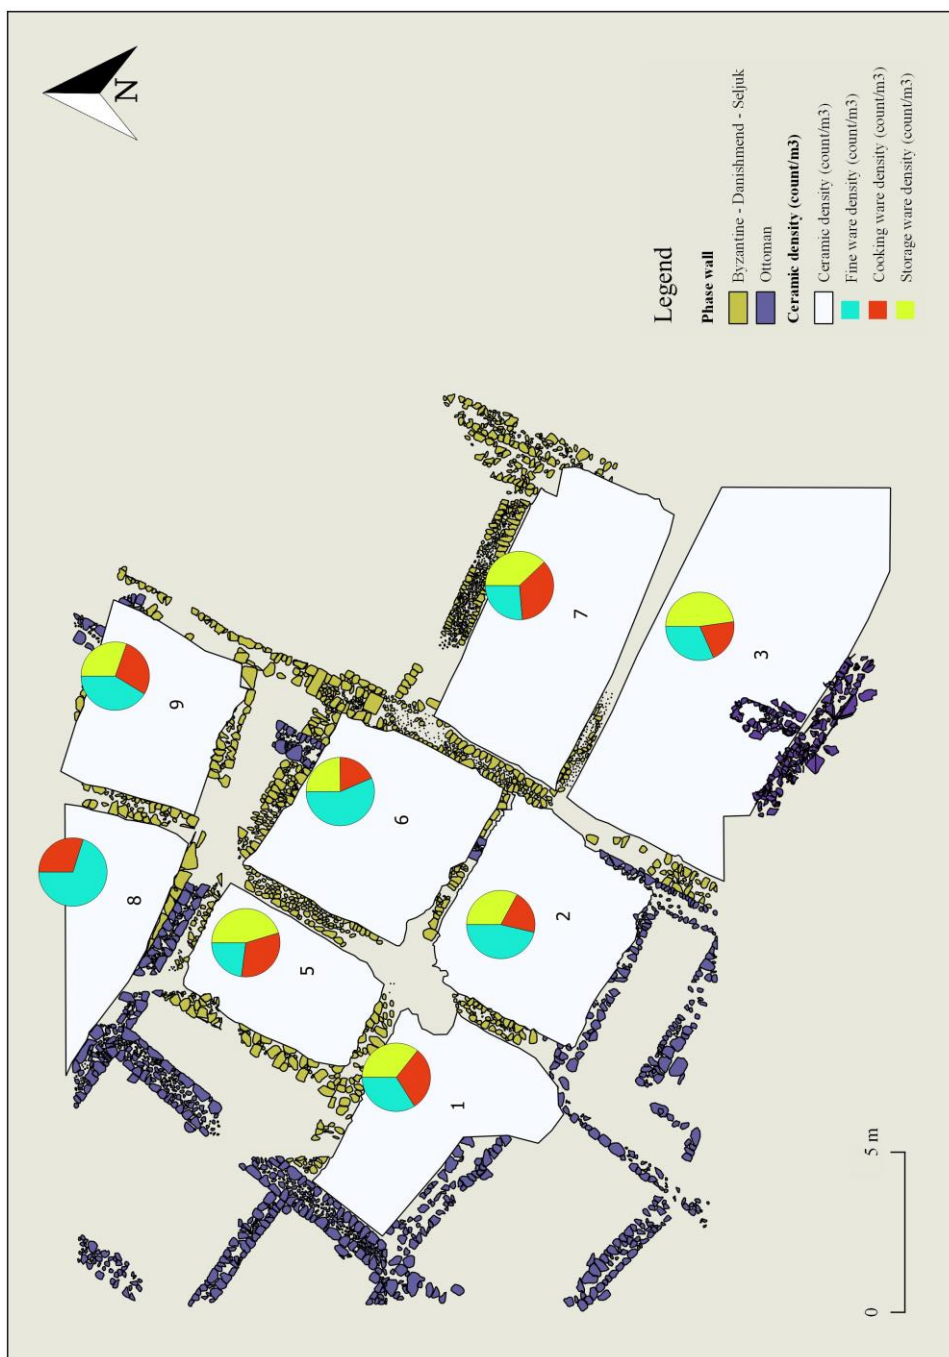 N
Legend
Phase wall
Byzantine - Danishmend - Seljuk
Ottoman
Ceramic density (count/m3)
Ceramic density (count/m3)
Fine ware density (count/m3)
Cooking ware density (count/m3)
Storage ware density (count/m3)
8
9
5
6
1
2
7
3
0
5 m